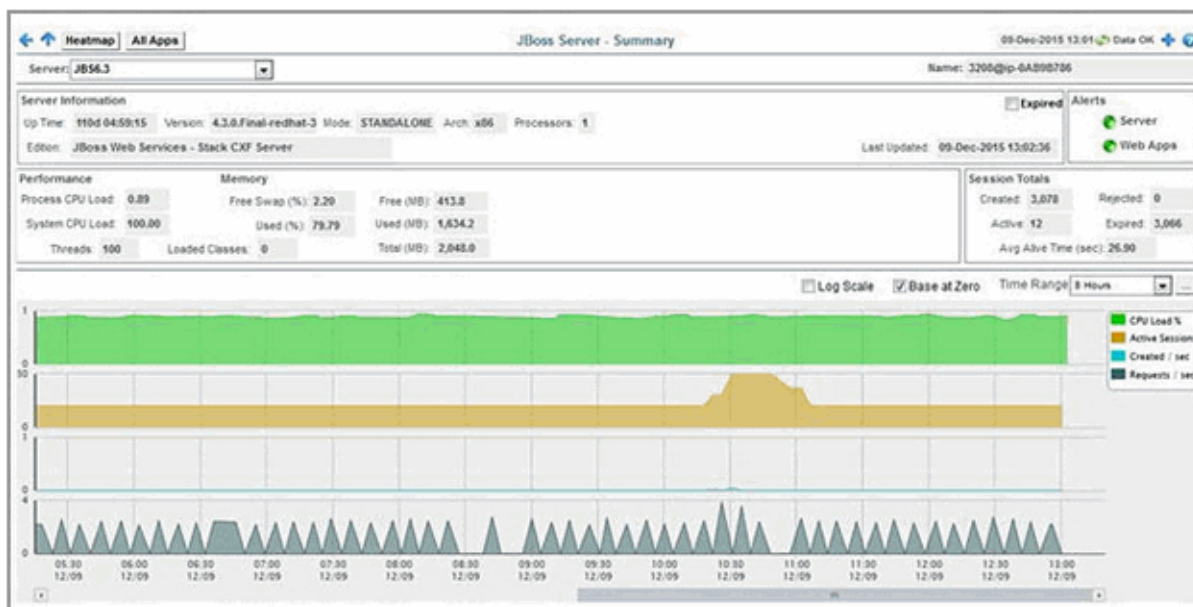 Heatmap All Apps JBoss Server - Summary 09-Dec-2015 13:01 Data OK
Server: JBS6.3 Name: 3208@ip-0A898786
Server Information Expired Alerts
Up Time: 110d 04:59:15 Version: 4.3.0.Final-redhat-3 Mode: STANDALONE Arch: x86 Processors: 1 Server
Edition: JBoss Web Services - Stack CXF Server Last Updated: 09-Dec-2015 13:02:36 Web Apps
Performance Memory Session Totals
Process CPU Load: 0.89 Free Swap (%): 2.20 Free (MB): 413.8 Created: 3,078 Rejected: 0
System CPU Load: 100.00 Used (%): 79.79 Used (MB): 1,634.2 Active: 12 Expired: 3,066
Threads: 100 Loaded Classes: 0 Total (MB): 2,048.0 Avg Alive Time (sec): 26.90
Log Scale Base at Zero Time Range 8 Hours ...
1
0
CPU Load %
Active Session
Created / sec
Requests / sec
0
1
0
4
0
05:30 06:00 06:30 07:00 07:30 08:00 08:30 09:00 09:30 10:00 10:30 11:00 11:30 12:00 12:30 13:00
12/09 12/09 12/09 12/09 12/09 12/09 12/09 12/09 12/09 12/09 12/09 12/09 12/09 12/09 12/09 12/09